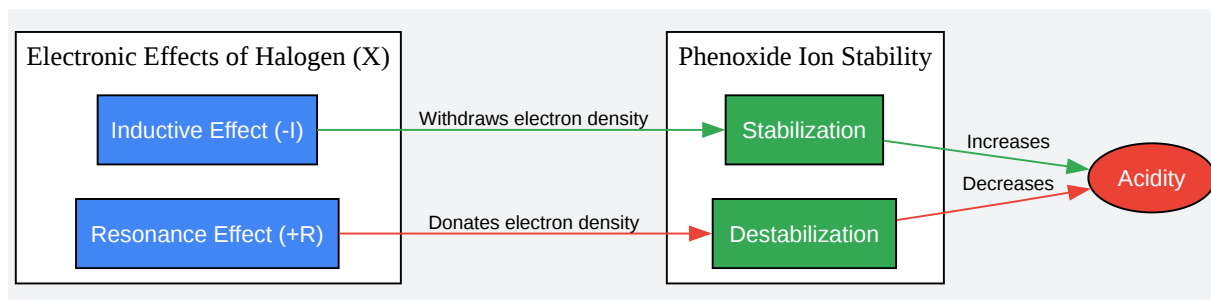 Electronic Effects of Halogen (X)
Phenoxide Ion Stability
Inductive Effect (-I)
Withdraws electron density
Stabilization
Increases
Acidity
Decreases
Resonance Effect (+R)
Donates electron density
Destabilization